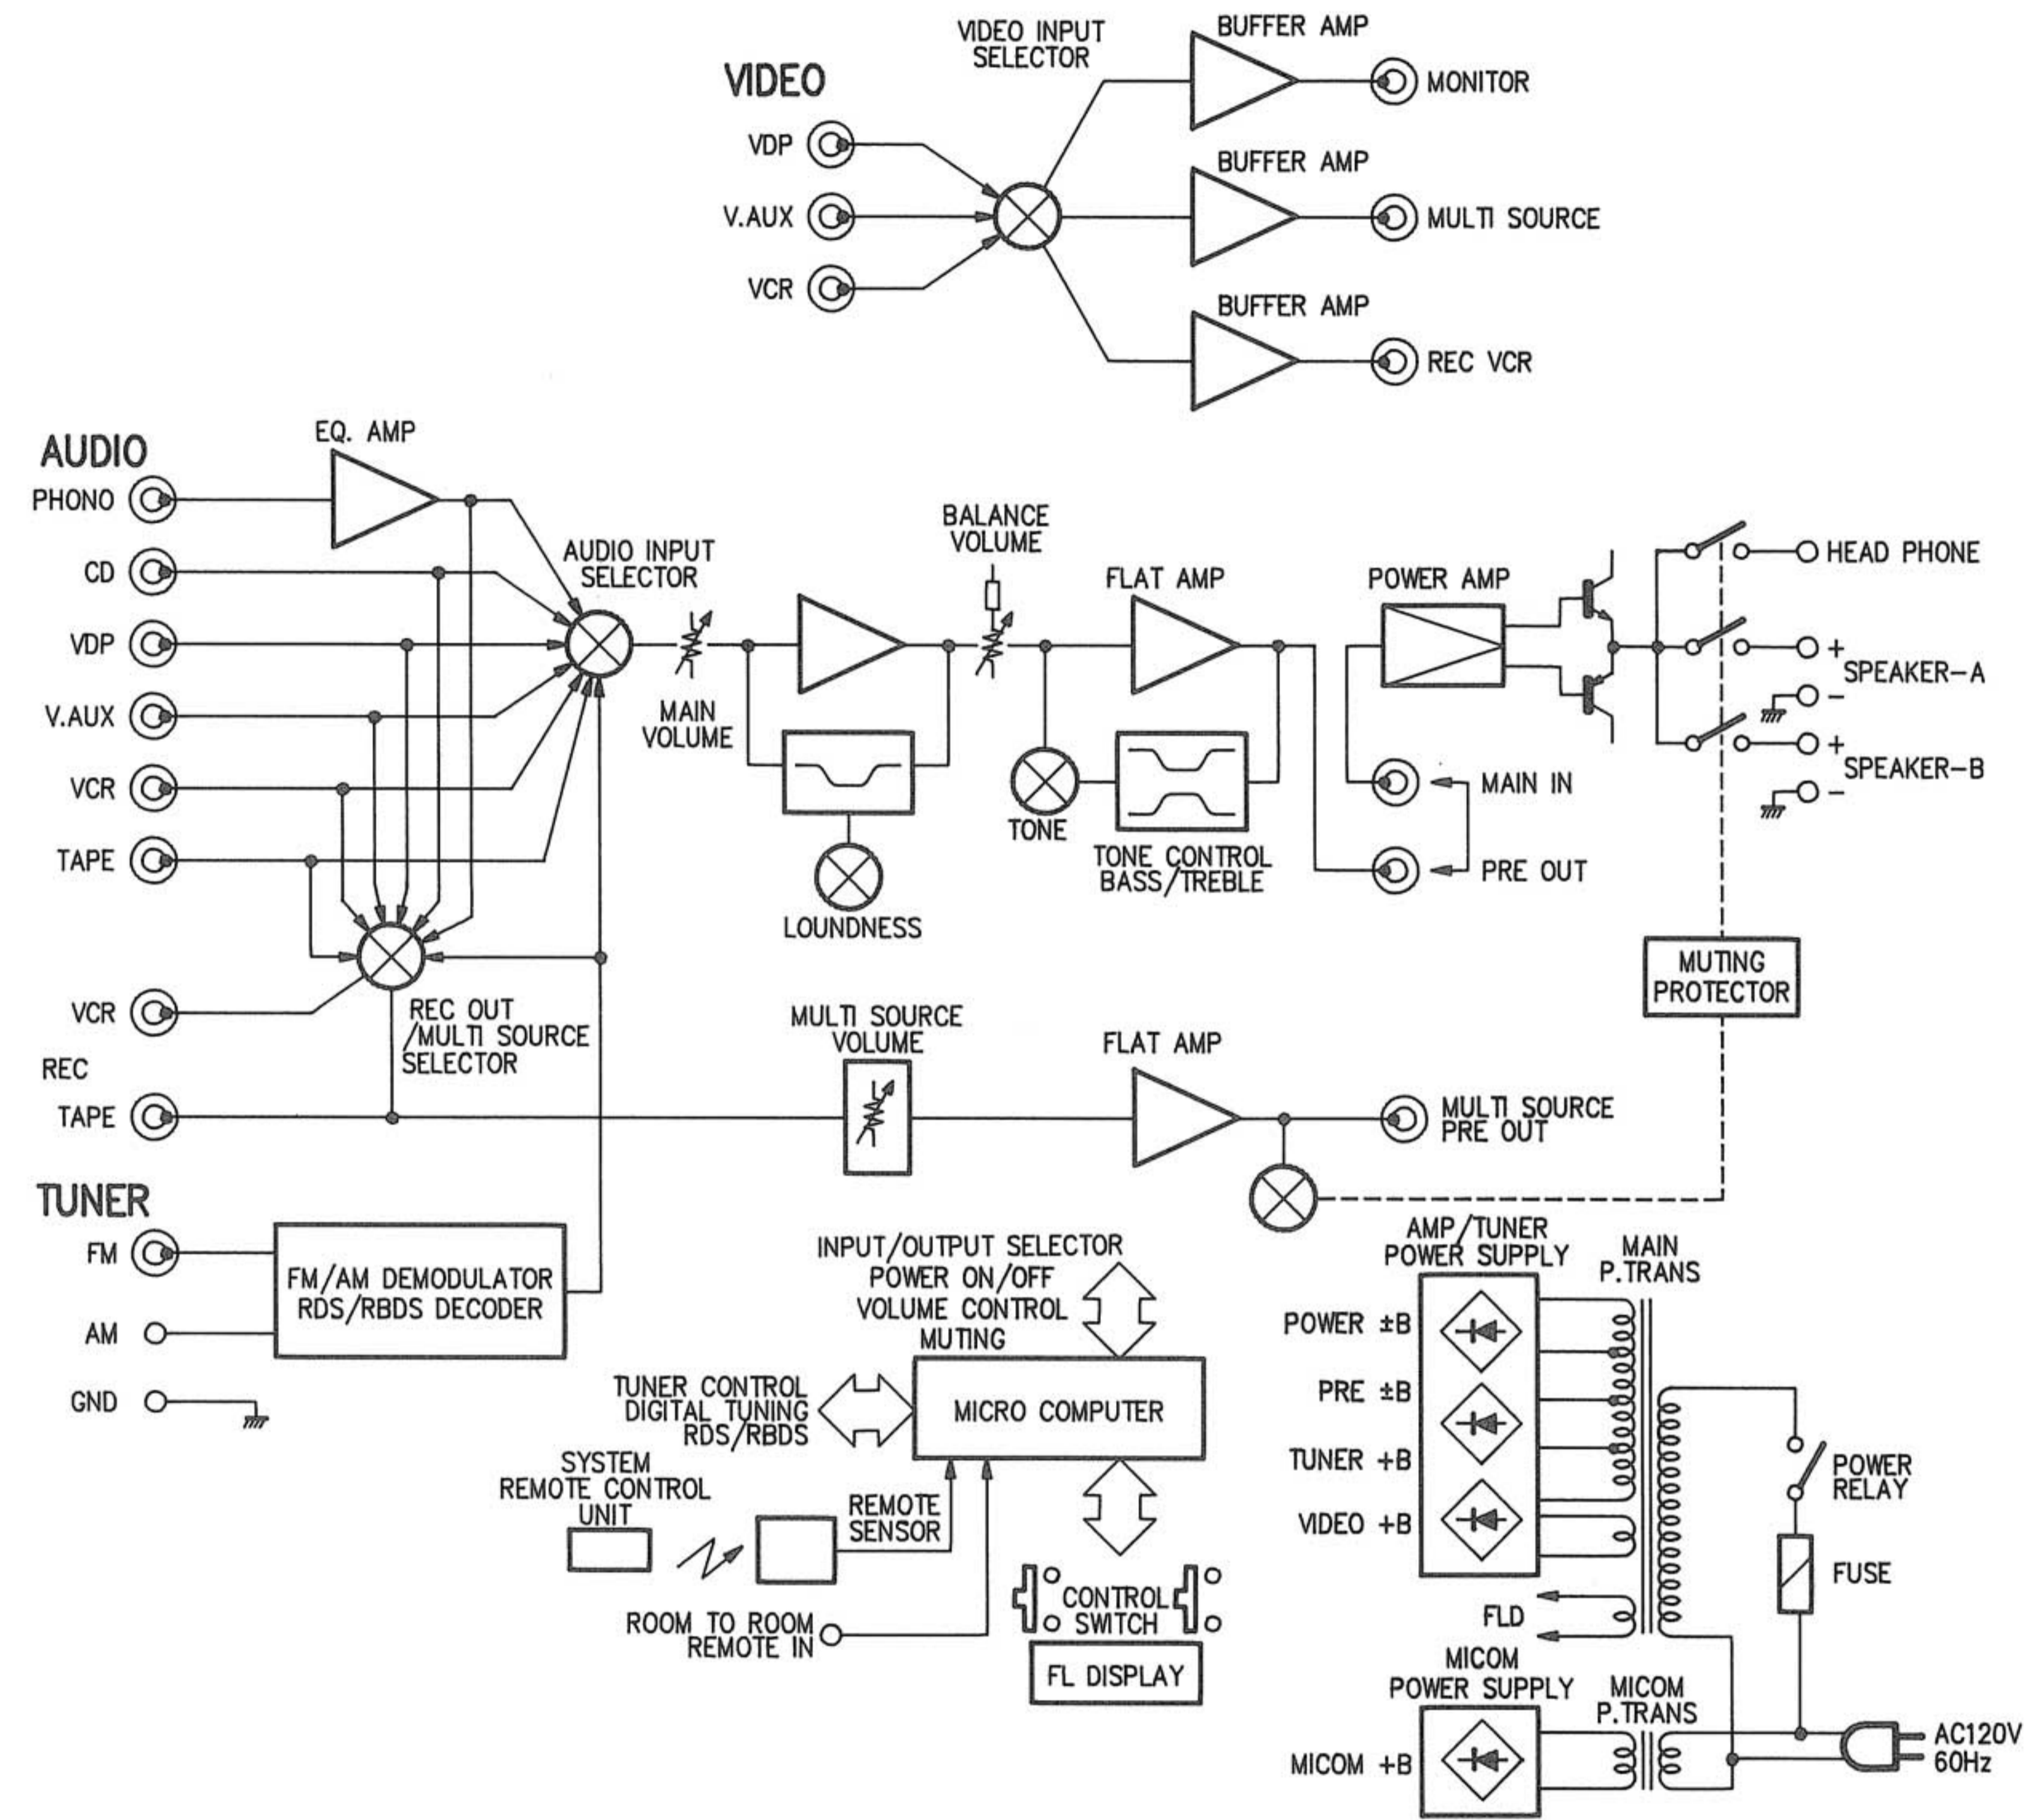 VIDEO
VIDEO INPUT
SELECTOR
BUFFER AMP
MONITOR
VDP
BUFFER AMP
V.AUX
MULTI SOURCE
VCR
BUFFER AMP
REC VCR
AUDIO
EQ. AMP
PHONO
CD
VDP
V.AUX
VCR
TAPE
AUDIO INPUT
SELECTOR
MAIN
VOLUME
BALANCE
VOLUME
LOUNDNESS
FLAT AMP
TONE
TONE CONTROL
BASS/TREBLE
POWER AMP
MAIN IN
PRE OUT
HEAD PHONE
+
SPEAKER-A
-
+
SPEAKER-B
-
MUTING
PROTECTOR
VCR
REC
TAPE
REC OUT
/MULTI SOURCE
SELECTOR
MULTI SOURCE
VOLUME
FLAT AMP
MULTI SOURCE
PRE OUT
TUNER
FM
AM
GND
FM/AM DEMODULATOR
RDS/RBDS DECODER
INPUT/OUTPUT SELECTOR
POWER ON/OFF
VOLUME CONTROL
MUTING
TUNER CONTROL
DIGITAL TUNING
RDS/RBDS
MICRO COMPUTER
SYSTEM
REMOTE CONTROL
UNIT
REMOTE
SENSOR
ROOM TO ROOM
REMOTE IN
CONTROL
SWITCH
FL DISPLAY
AMP/TUNER
POWER SUPPLY
MAIN
P.TRANS
POWER ±B
PRE ±B
TUNER +B
VIDEO +B
FLD
POWER
RELAY
FUSE
MICOM
POWER SUPPLY
MICOM
P.TRANS
MICOM +B
AC120V
60Hz